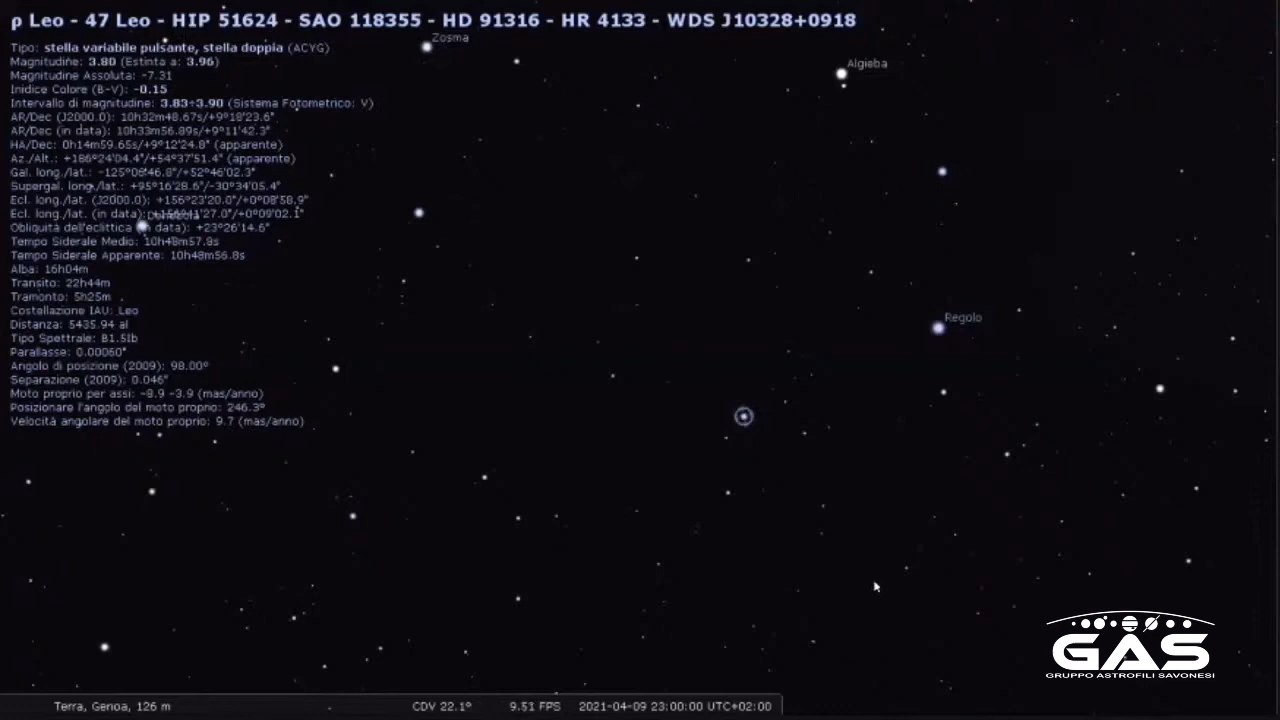 ρ Leo - 47 Leo - HIP 51624 - SAO 118355 - HD 91316 - HR 4133 - WDS J10328+0918
Zosma
Tipo: stella variabile pulsante, stella doppia (ACYG)
Magnitudine: 3.80 (Estinta a: 3.96)
Algieba
Magnitudine Assoluta: -7.31
Inidice Colore (B-V): -0.15
Intervallo di magnitudine: 3.83÷3.90 (Sistema Fotometrico: V)
AR/Dec (J2000.0): 10h32m48.67s/+9°18'23.6"
AR/Dec (in data): 10h33m56.89s/+9°11'42.3"
HA/Dec: 0h14m59.65s/+9°12'24.8" (apparente)
Az./Alt.: +186°24'04.4"/+54°37'51.4" (apparente)
Gal. long./lat.: -125°06'46.8"/+52°46'02.3"
Supergal. long./lat.: +95°16'28.6"/-30°34'05.4"
Ecl. long./lat. (J2000.0): +156°23'20.0"/+0°08'58.9"
Ecl. long./lat. (in data): +156°41'27.0"/+0°09'02.1"
Obliquità dell'eclittica (in data): +23°26'14.6"
Tempo Siderale Medio: 10h48m57.8s
Tempo Siderale Apparente: 10h48m56.8s
Alba: 16h04m
Transito: 22h44m
Tramonto: 5h25m
Costellazione IAU: Leo
Regolo
Distanza: 5435.94 al
Tipo Spettrale: B1.5Ib
Parallasse: 0.00060"
Angolo di posizione (2009): 98.00°
Separazione (2009): 0.046"
Moto proprio per assi: -8.9 -3.9 (mas/anno)
Posizionare l'angolo del moto proprio: 246.3°
Velocità angolare del moto proprio: 9.7 (mas/anno)
GAS
GRUPPO ASTROFILI SAVONESI
Terra, Genoa, 126 m CDV 22.1° 9.51 FPS 2021-04-09 23:00:00 UTC+02:00